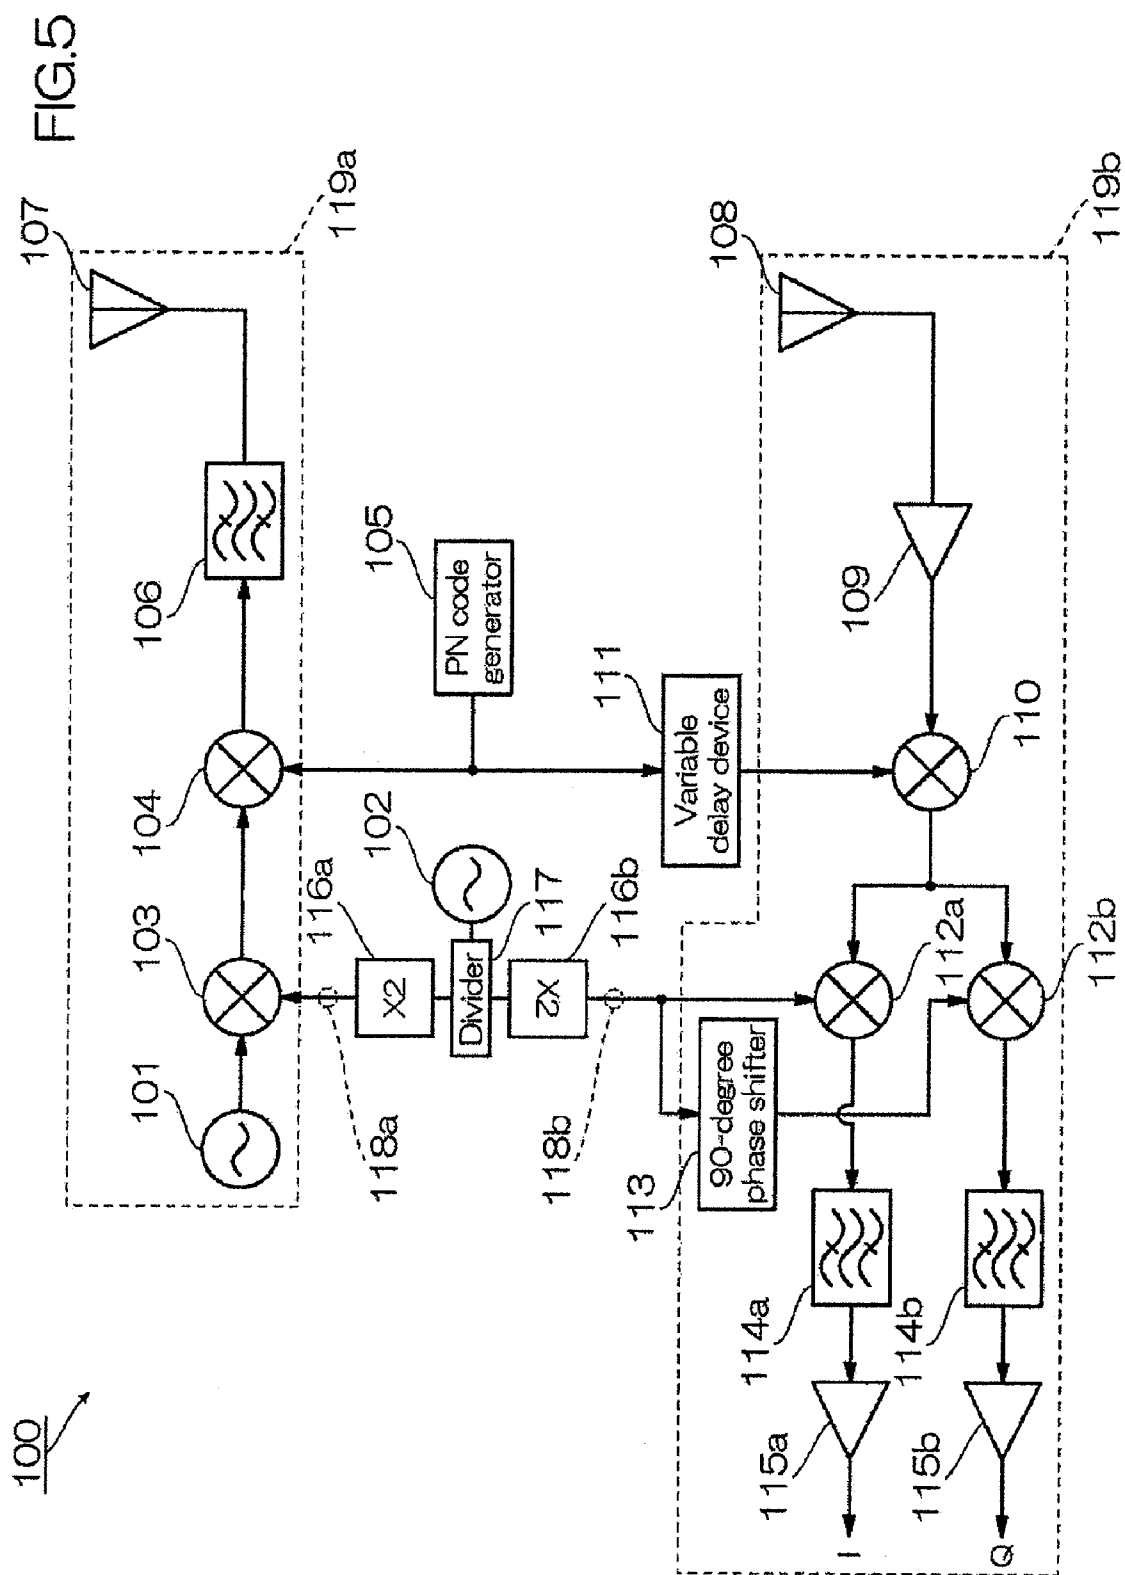 FIG.5
100
101
103
104
106
107
119a
118a
116a
X2
102
Divider
117
105
PN code
generator
118b
116b
X2
111
Variable
delay device
108
119b
113
90-degree
phase shifter
109
110
112a
112b
114a
114b
115a
115b
I
Q